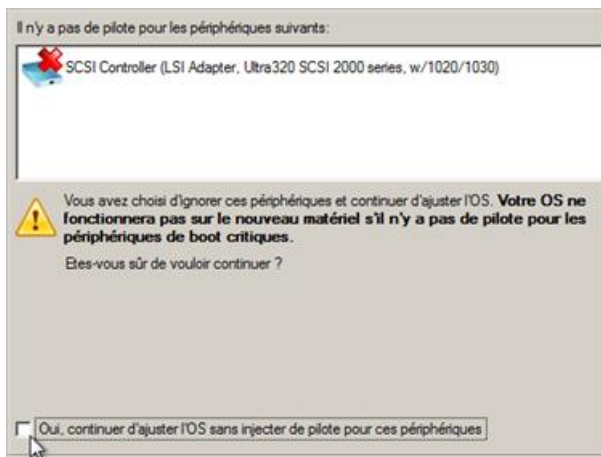 Il n'y a pas de pilote pour les périphériques suivants:
SCSI Controller (LSI Adapter, Ultra320 SCSI 2000 series, w/1020/1030)
Vous avez choisi d'ignorer ces périphériques et continuer d'ajuster l'OS. Votre OS ne
fonctionnera pas sur le nouveau matériel s'il n'y a pas de pilote pour les
périphériques de boot critiques.
Etes-vous sûr de vouloir continuer ?
Oui, continuer d'ajuster l'OS sans injecter de pilote pour ces périphériques